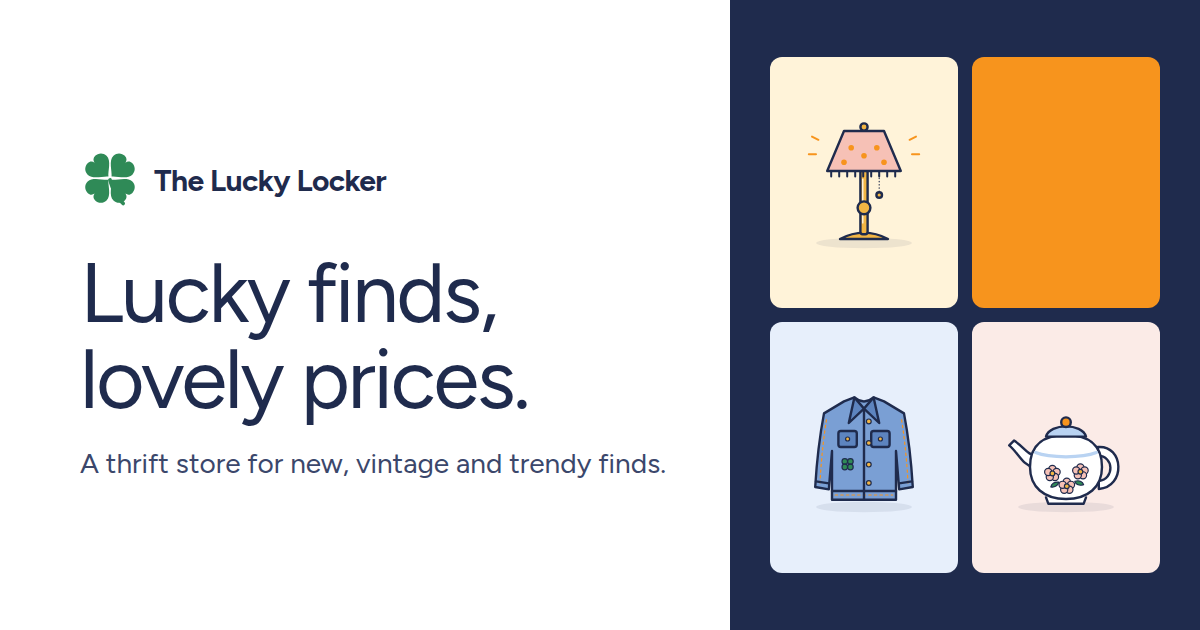 The Lucky Locker
Lucky finds,
lovely prices.
A thrift store for new, vintage and trendy finds.